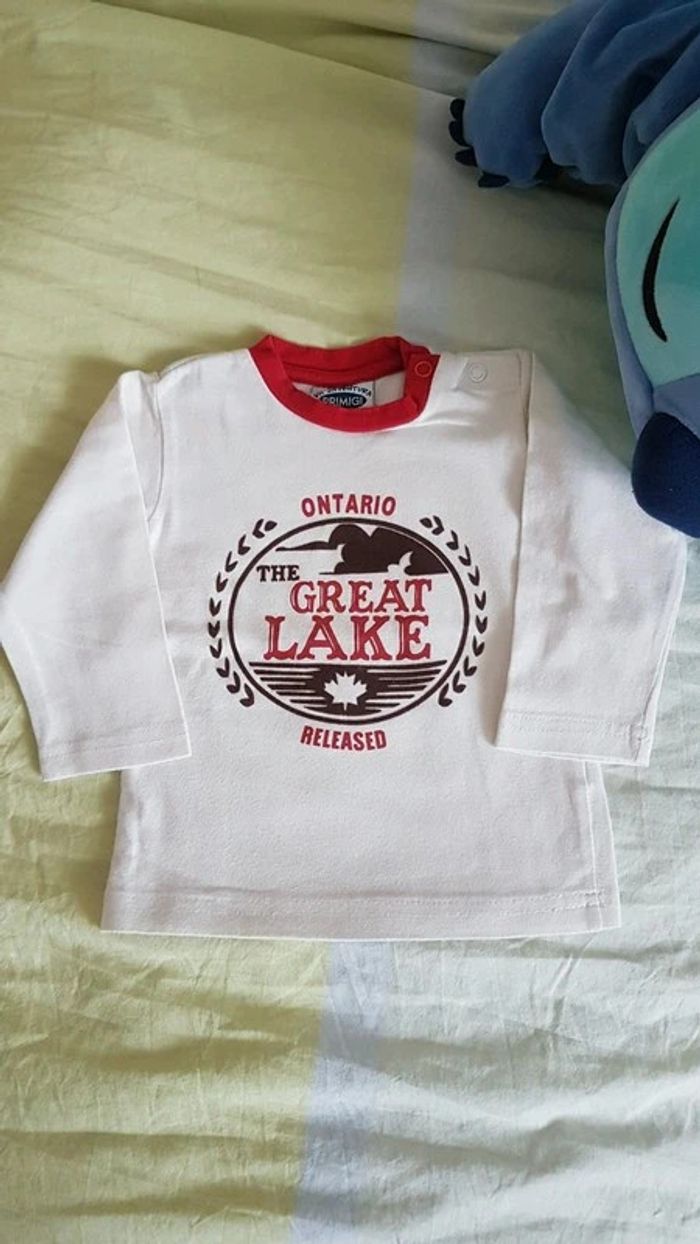 PRIMIGI
ONTARIO
THE
GREAT
LAKE
RELEASED